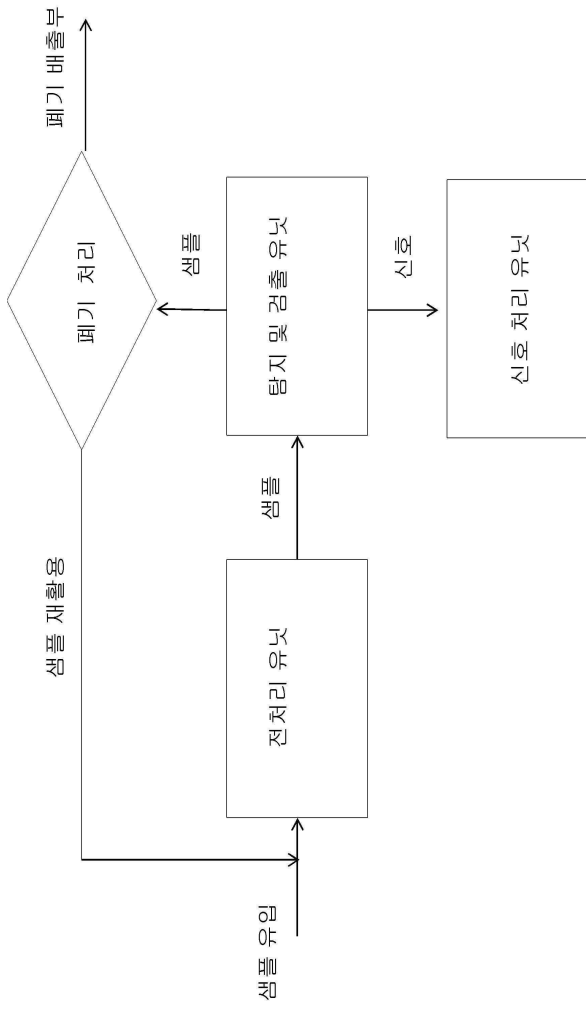 샘플 유입
샘플 재활용
전처리 유닛
샘플
탐지 및 검출 유닛
샘플
폐기 처리
폐기 배출부
신호
신호 처리 유닛